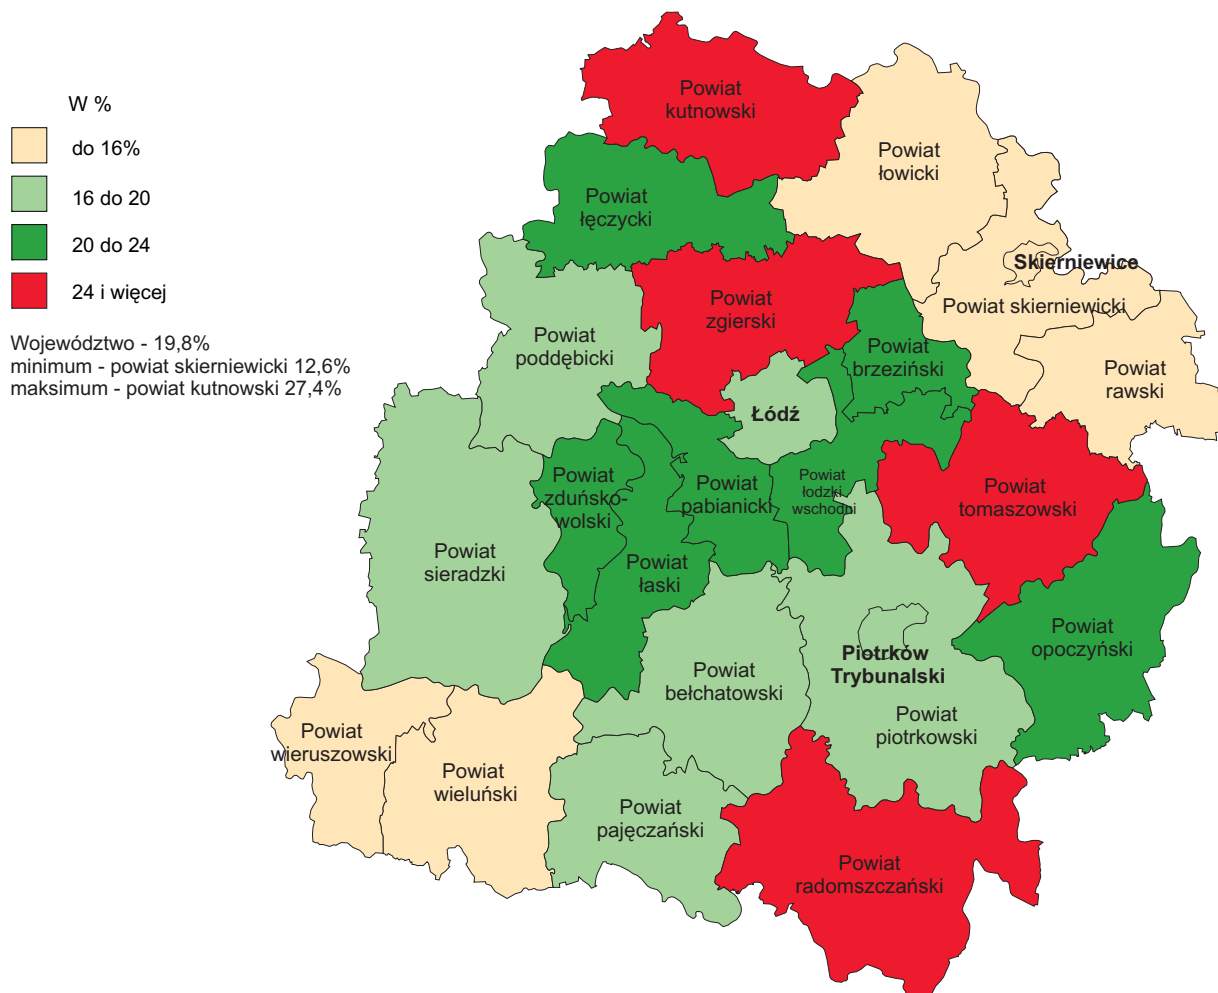 W %
do 16%
16 do 20
20 do 24
24 i więcej
Województwo - 19,8%
minimum - powiat skierniewicki 12,6%
maksimum - powiat kutnowski 27,4%
Powiat
kutnowski
Powiat
łowicki
Powiat
łęczycki
Skierniewice
Powiat skierniewicki
Powiat
zgierski
Powiat
poddębicki
Powiat
brzeziński
Powiat
rawski
Łódź
Powiat
zduńsko-
wolski
Powiat
pabianicki
Powiat
łodzki
wschodni
Powiat
tomaszowski
Powiat
sieradzki
Powiat
łaski
Powiat
opoczyński
Piotrków
Trybunalski
Powiat
bełchatowski
Powiat
piotrkowski
Powiat
wieruszowski
Powiat
wieluński
Powiat
pajęczański
Powiat
radomszczański